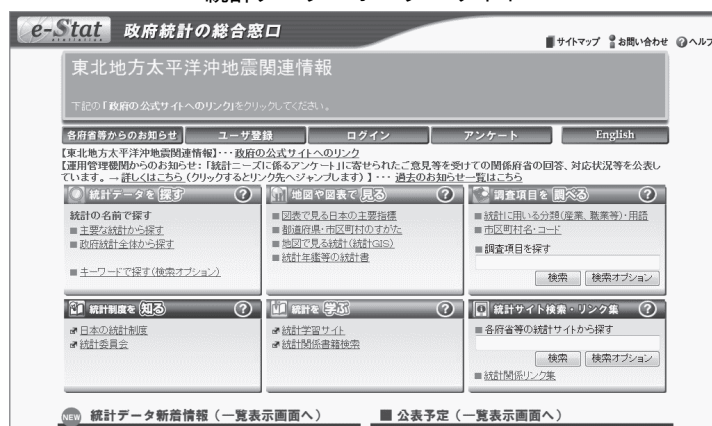 e-Stat 政府統計の総合窓口
サイトマップ お問い合わせ ヘルプ
東北地方太平洋沖地震関連情報
下記の「政府の公式サイトへのリンク」をクリックしてください。
各府省等からのお知らせ ユーザ登録 ログイン アンケート English
【東北地方太平洋沖地震関連情報】・・・政府の公式サイトへのリンク
【運用管理機関からのお知らせ:「統計ニーズに係るアンケート」に寄せられたご意見等を受けての関係府省の回答、対応状況等を公表し
ています。→詳しくはこちら(クリックするとリンク先へジャンプします)】・・・過去のお知らせ一覧はこちら
統計データを探す ?
統計の名前で探す
■主要な統計から探す
■政府統計全体から探す
■キーワードで探す(検索オプション)
地図や図表で見る ?
■図表で見る日本の主要指標
■都道府県・市区町村のすがた
■地図で見る統計(統計GIS)
■統計年鑑等の統計書
調査項目を調べる ?
■統計に用いる分類(産業、職業等)・用語
■市区町村名・コード
■調査項目を探す
検索 検索オプション
統計制度を知る ?
日本の統計制度
統計委員会
統計を学ぶ ?
統計学習サイト
統計関係書籍検索
統計サイト検索・リンク集 ?
■各府省等の統計サイトから探す
検索 検索オプション
■統計関係リンク集
NEW 統計データ新着情報(一覧表示画面へ) ■公表予定(一覧表示画面へ)